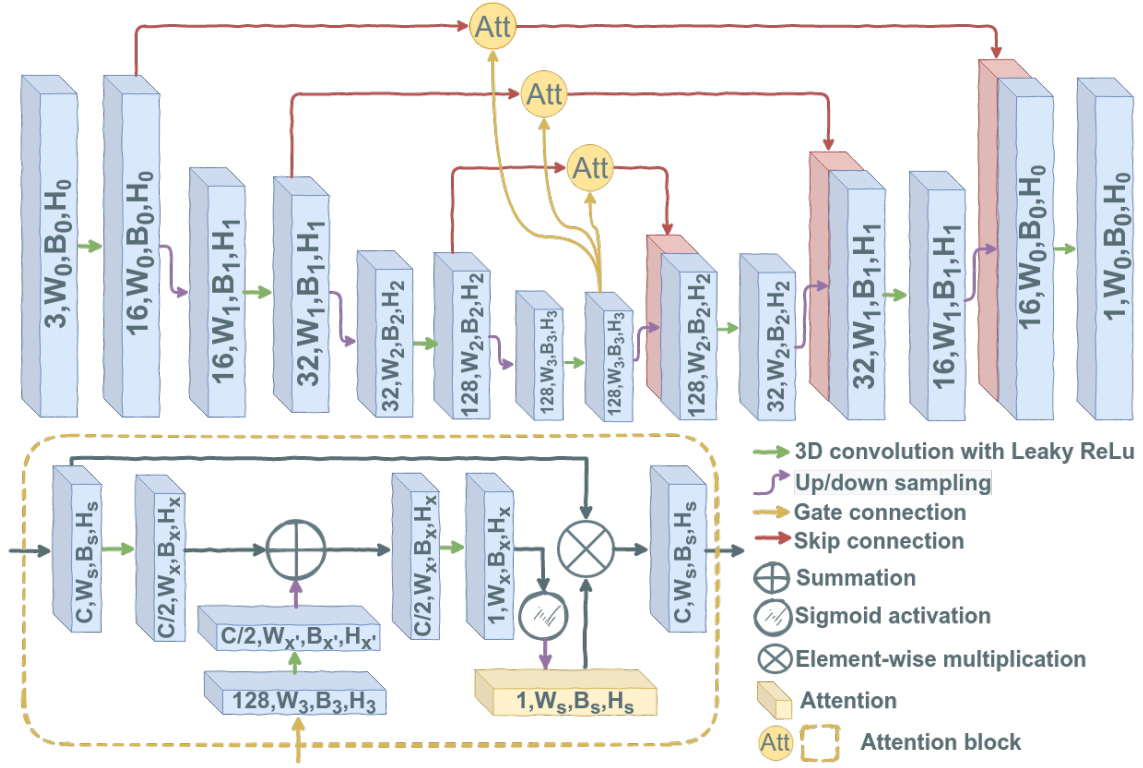 Att
Att
Att
3,W₀,B₀,H₀
16,W₀,B₀,H₀
16,W₁,B₁,H₁
32,W₁,B₁,H₁
32,W₂,B₂,H₂
128,W₂,B₂,H₂
128,W₃,B₃,H₃
128,W₃,B₃,H₃
128,W₂,B₂,H₂
32,W₂,B₂,H₂
32,W₁,B₁,H₁
16,W₁,B₁,H₁
16,W₀,B₀,H₀
1,W₀,B₀,H₀
C,Wₛ,Bₛ,Hₛ
C/2,Wₓ,Bₓ,Hₓ
C/2,Wₓ',Bₓ',Hₓ'
128,W₃,B₃,H₃
C/2,Wₓ,Bₓ,Hₓ
1,Wₓ,Bₓ,Hₓ
1,Wₛ,Bₛ,Hₛ
C,Wₛ,Bₛ,Hₛ
3D convolution with Leaky ReLu
Up/down sampling
Gate connection
Skip connection
Summation
Sigmoid activation
Element-wise multiplication
Attention
Att
Attention block